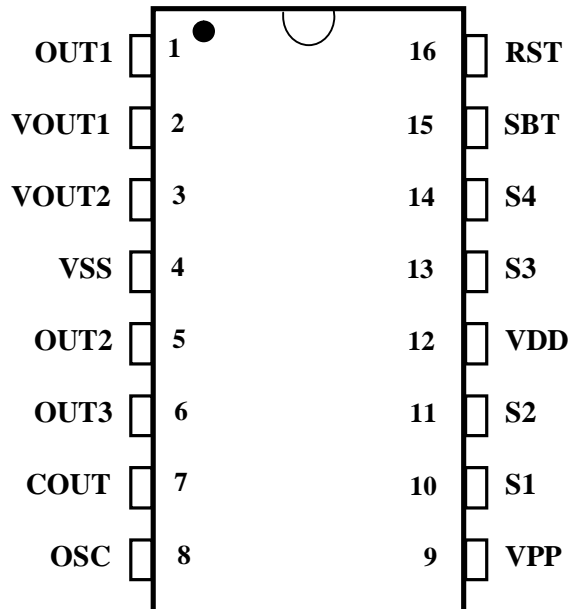 OUT1 1 16 RST
VOUT1 2 15 SBT
VOUT2 3 14 S4
VSS 4 13 S3
OUT2 5 12 VDD
OUT3 6 11 S2
COUT 7 10 S1
OSC 8 9 VPP